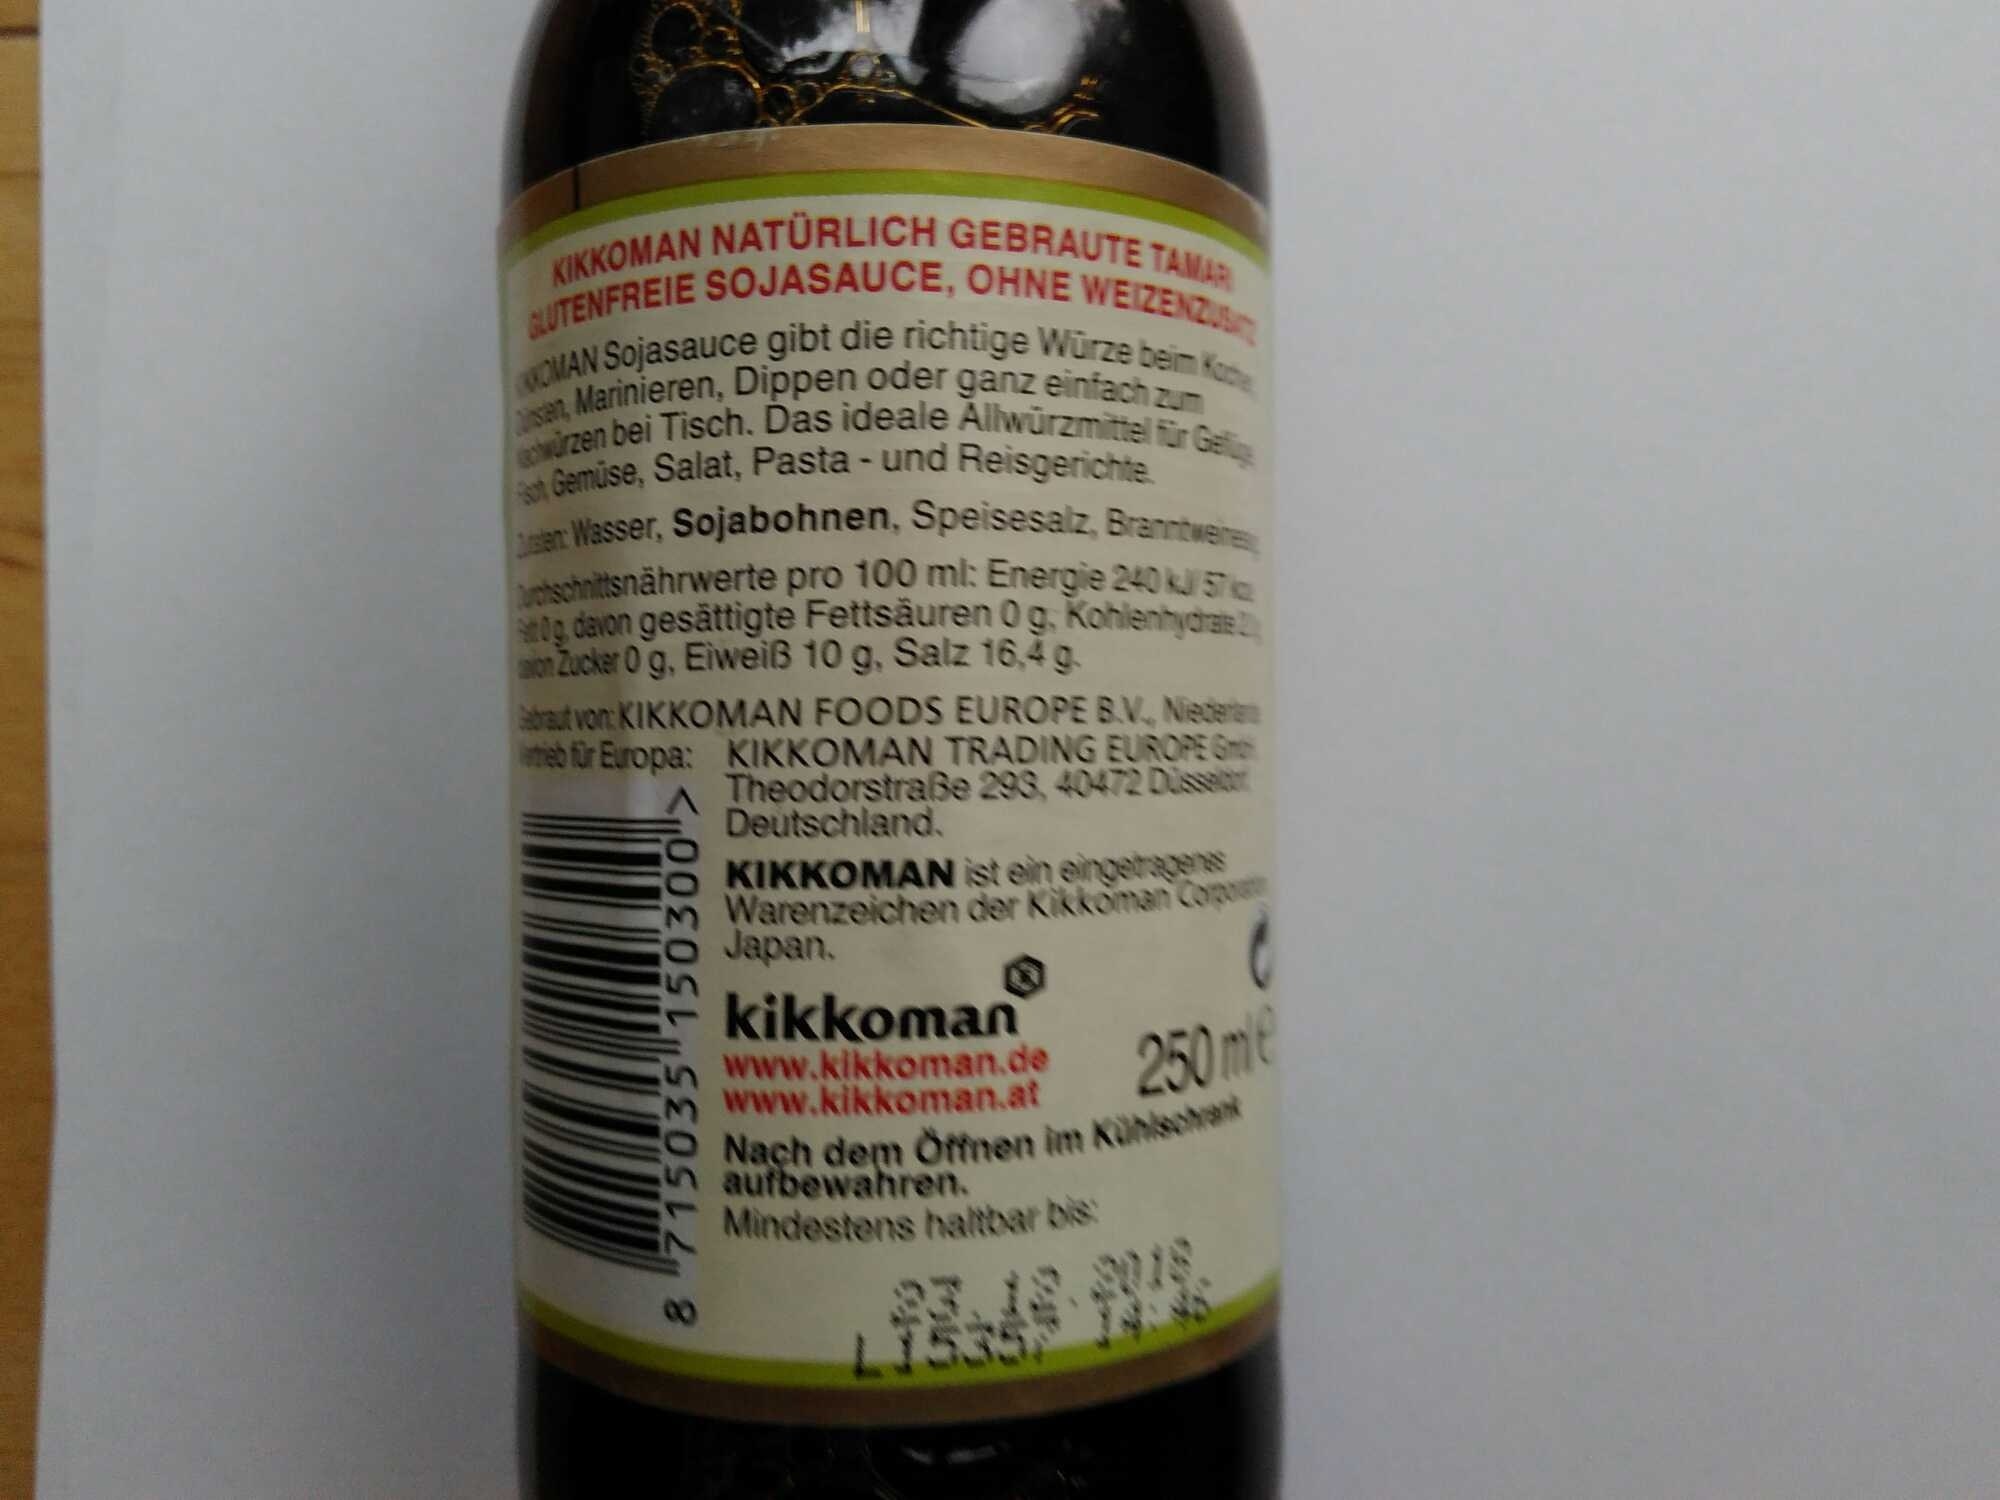 KIKKOMAN NATÜRLICH GEBRAUTE TAMARI
GLUTENFREIE SOJASAUCE, OHNE WEIZENZUSATZ
KIKKOMAN Sojasauce gibt die richtige Würze beim Kochen,
Dünsten, Marinieren, Dippen oder ganz einfach zum
Nachwürzen bei Tisch. Das ideale Allwürzmittel für Geflügel,
Fisch, Gemüse, Salat, Pasta - und Reisgerichte.
Zutaten: Wasser, Sojabohnen, Speisesalz, Branntweinessig
Durchschnittsnährwerte pro 100 ml: Energie 240 kJ/ 57 kcal
Fett 0 g, davon gesättigte Fettsäuren 0 g, Kohlenhydrate
davon Zucker 0 g, Eiweiß 10 g, Salz 16,4 g.
Gebraut von: KIKKOMAN FOODS EUROPE B.V., Niederlande
Vertrieb für Europa: KIKKOMAN TRADING EUROPE GmbH,
Theodorstraße 293, 40472 Düsseldorf,
Deutschland.
KIKKOMAN ist ein eingetragenes
Warenzeichen der Kikkoman Corporation
Japan.
kikkoman
www.kikkoman.de
www.kikkoman.at
250 ml e
Nach dem Öffnen im Kühlschrank
aufbewahren.
Mindestens haltbar bis:
14:46
8 715035 150300 >